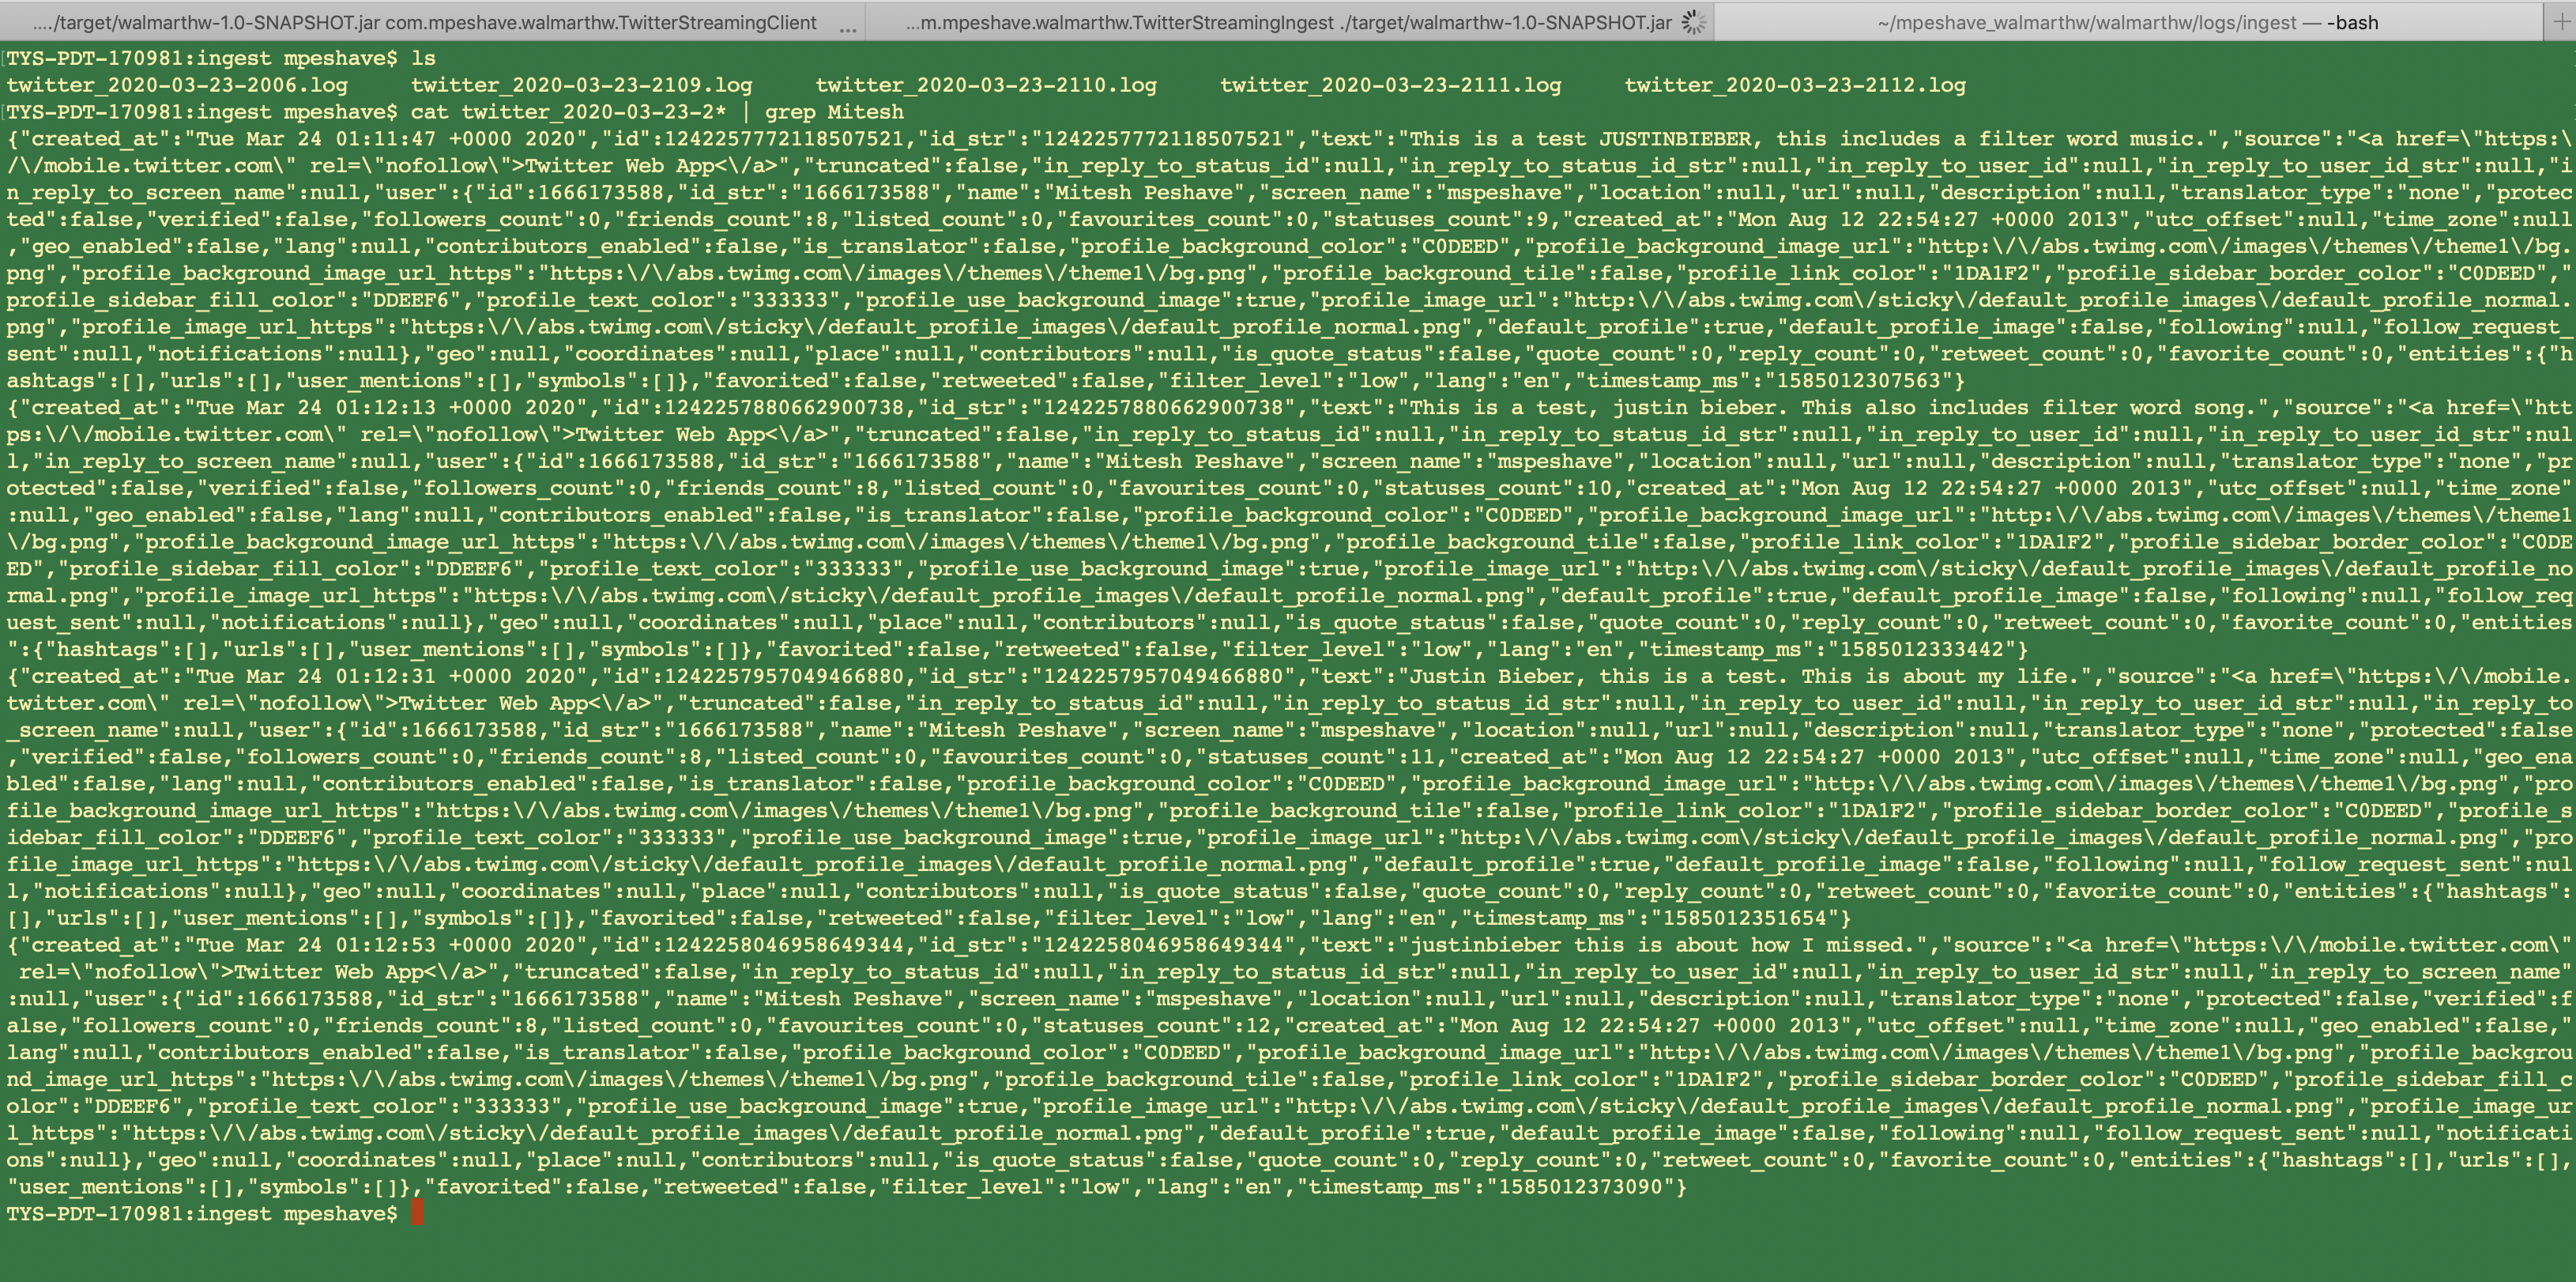 ..../target/walmarthw-1.0-SNAPSHOT.jar com.mpeshave.walmarthw.TwitterStreamingClient ... ...m.mpeshave.walmarthw.TwitterStreamingIngest ./target/walmarthw-1.0-SNAPSHOT.jar ~/mpeshave_walmarthw/walmarthw/logs/ingest — -bash +
[TYS-PDT-170981:ingest mpeshave$ ls
twitter_2020-03-23-2006.log twitter_2020-03-23-2109.log twitter_2020-03-23-2110.log twitter_2020-03-23-2111.log twitter_2020-03-23-2112.log
[TYS-PDT-170981:ingest mpeshave$ cat twitter_2020-03-23-2* | grep Mitesh
{"created_at":"Tue Mar 24 01:11:47 +0000 2020","id":1242257772118507521,"id_str":"1242257772118507521","text":"This is a test JUSTINBIEBER, this includes a filter word music.","source":"<a href=\"https:\
/\/mobile.twitter.com\" rel=\"nofollow\">Twitter Web App<\/a>","truncated":false,"in_reply_to_status_id":null,"in_reply_to_status_id_str":null,"in_reply_to_user_id":null,"in_reply_to_user_id_str":null,"i
n_reply_to_screen_name":null,"user":{"id":1666173588,"id_str":"1666173588","name":"Mitesh Peshave","screen_name":"mspeshave","location":null,"url":null,"description":null,"translator_type":"none","protec
ted":false,"verified":false,"followers_count":0,"friends_count":8,"listed_count":0,"favourites_count":0,"statuses_count":9,"created_at":"Mon Aug 12 22:54:27 +0000 2013","utc_offset":null,"time_zone":null
,"geo_enabled":false,"lang":null,"contributors_enabled":false,"is_translator":false,"profile_background_color":"C0DEED","profile_background_image_url":"http:\/\/abs.twimg.com\/images\/themes\/theme1\/bg.
png","profile_background_image_url_https":"https:\/\/abs.twimg.com\/images\/themes\/theme1\/bg.png","profile_background_tile":false,"profile_link_color":"1DA1F2","profile_sidebar_border_color":"C0DEED","
profile_sidebar_fill_color":"DDEEF6","profile_text_color":"333333","profile_use_background_image":true,"profile_image_url":"http:\/\/abs.twimg.com\/sticky\/default_profile_images\/default_profile_normal.
png","profile_image_url_https":"https:\/\/abs.twimg.com\/sticky\/default_profile_images\/default_profile_normal.png","default_profile":true,"default_profile_image":false,"following":null,"follow_request_
sent":null,"notifications":null},"geo":null,"coordinates":null,"place":null,"contributors":null,"is_quote_status":false,"quote_count":0,"reply_count":0,"retweet_count":0,"favorite_count":0,"entities":{"h
ashtags":[],"urls":[],"user_mentions":[],"symbols":[]},"favorited":false,"retweeted":false,"filter_level":"low","lang":"en","timestamp_ms":"1585012307563"}
{"created_at":"Tue Mar 24 01:12:13 +0000 2020","id":1242257880662900738,"id_str":"1242257880662900738","text":"This is a test, justin bieber. This also includes filter word song.","source":"<a href=\"htt
ps:\/\/mobile.twitter.com\" rel=\"nofollow\">Twitter Web App<\/a>","truncated":false,"in_reply_to_status_id":null,"in_reply_to_status_id_str":null,"in_reply_to_user_id":null,"in_reply_to_user_id_str":nul
l,"in_reply_to_screen_name":null,"user":{"id":1666173588,"id_str":"1666173588","name":"Mitesh Peshave","screen_name":"mspeshave","location":null,"url":null,"description":null,"translator_type":"none","pr
otected":false,"verified":false,"followers_count":0,"friends_count":8,"listed_count":0,"favourites_count":0,"statuses_count":10,"created_at":"Mon Aug 12 22:54:27 +0000 2013","utc_offset":null,"time_zone"
:null,"geo_enabled":false,"lang":null,"contributors_enabled":false,"is_translator":false,"profile_background_color":"C0DEED","profile_background_image_url":"http:\/\/abs.twimg.com\/images\/themes\/theme1
\/bg.png","profile_background_image_url_https":"https:\/\/abs.twimg.com\/images\/themes\/theme1\/bg.png","profile_background_tile":false,"profile_link_color":"1DA1F2","profile_sidebar_border_color":"C0DE
ED","profile_sidebar_fill_color":"DDEEF6","profile_text_color":"333333","profile_use_background_image":true,"profile_image_url":"http:\/\/abs.twimg.com\/sticky\/default_profile_images\/default_profile_no
rmal.png","profile_image_url_https":"https:\/\/abs.twimg.com\/sticky\/default_profile_images\/default_profile_normal.png","default_profile":true,"default_profile_image":false,"following":null,"follow_req
uest_sent":null,"notifications":null},"geo":null,"coordinates":null,"place":null,"contributors":null,"is_quote_status":false,"quote_count":0,"reply_count":0,"retweet_count":0,"favorite_count":0,"entities
":{"hashtags":[],"urls":[],"user_mentions":[],"symbols":[]},"favorited":false,"retweeted":false,"filter_level":"low","lang":"en","timestamp_ms":"1585012333442"}
{"created_at":"Tue Mar 24 01:12:31 +0000 2020","id":1242257957049466880,"id_str":"1242257957049466880","text":"Justin Bieber, this is a test. This is about my life.","source":"<a href=\"https:\/\/mobile.
twitter.com\" rel=\"nofollow\">Twitter Web App<\/a>","truncated":false,"in_reply_to_status_id":null,"in_reply_to_status_id_str":null,"in_reply_to_user_id":null,"in_reply_to_user_id_str":null,"in_reply_to
_screen_name":null,"user":{"id":1666173588,"id_str":"1666173588","name":"Mitesh Peshave","screen_name":"mspeshave","location":null,"url":null,"description":null,"translator_type":"none","protected":false
,"verified":false,"followers_count":0,"friends_count":8,"listed_count":0,"favourites_count":0,"statuses_count":11,"created_at":"Mon Aug 12 22:54:27 +0000 2013","utc_offset":null,"time_zone":null,"geo_ena
bled":false,"lang":null,"contributors_enabled":false,"is_translator":false,"profile_background_color":"C0DEED","profile_background_image_url":"http:\/\/abs.twimg.com\/images\/themes\/theme1\/bg.png","pro
file_background_image_url_https":"https:\/\/abs.twimg.com\/images\/themes\/theme1\/bg.png","profile_background_tile":false,"profile_link_color":"1DA1F2","profile_sidebar_border_color":"C0DEED","profile_s
idebar_fill_color":"DDEEF6","profile_text_color":"333333","profile_use_background_image":true,"profile_image_url":"http:\/\/abs.twimg.com\/sticky\/default_profile_images\/default_profile_normal.png","pro
file_image_url_https":"https:\/\/abs.twimg.com\/sticky\/default_profile_images\/default_profile_normal.png","default_profile":true,"default_profile_image":false,"following":null,"follow_request_sent":nul
l,"notifications":null},"geo":null,"coordinates":null,"place":null,"contributors":null,"is_quote_status":false,"quote_count":0,"reply_count":0,"retweet_count":0,"favorite_count":0,"entities":{"hashtags":
[],"urls":[],"user_mentions":[],"symbols":[]},"favorited":false,"retweeted":false,"filter_level":"low","lang":"en","timestamp_ms":"1585012351654"}
{"created_at":"Tue Mar 24 01:12:53 +0000 2020","id":1242258046958649344,"id_str":"1242258046958649344","text":"justinbieber this is about how I missed.","source":"<a href=\"https:\/\/mobile.twitter.com\"
rel=\"nofollow\">Twitter Web App<\/a>","truncated":false,"in_reply_to_status_id":null,"in_reply_to_status_id_str":null,"in_reply_to_user_id":null,"in_reply_to_user_id_str":null,"in_reply_to_screen_name"
:null,"user":{"id":1666173588,"id_str":"1666173588","name":"Mitesh Peshave","screen_name":"mspeshave","location":null,"url":null,"description":null,"translator_type":"none","protected":false,"verified":f
alse,"followers_count":0,"friends_count":8,"listed_count":0,"favourites_count":0,"statuses_count":12,"created_at":"Mon Aug 12 22:54:27 +0000 2013","utc_offset":null,"time_zone":null,"geo_enabled":false,"
lang":null,"contributors_enabled":false,"is_translator":false,"profile_background_color":"C0DEED","profile_background_image_url":"http:\/\/abs.twimg.com\/images\/themes\/theme1\/bg.png","profile_backgrou
nd_image_url_https":"https:\/\/abs.twimg.com\/images\/themes\/theme1\/bg.png","profile_background_tile":false,"profile_link_color":"1DA1F2","profile_sidebar_border_color":"C0DEED","profile_sidebar_fill_c
olor":"DDEEF6","profile_text_color":"333333","profile_use_background_image":true,"profile_image_url":"http:\/\/abs.twimg.com\/sticky\/default_profile_images\/default_profile_normal.png","profile_image_ur
l_https":"https:\/\/abs.twimg.com\/sticky\/default_profile_images\/default_profile_normal.png","default_profile":true,"default_profile_image":false,"following":null,"follow_request_sent":null,"notificati
ons":null},"geo":null,"coordinates":null,"place":null,"contributors":null,"is_quote_status":false,"quote_count":0,"reply_count":0,"retweet_count":0,"favorite_count":0,"entities":{"hashtags":[],"urls":[],
"user_mentions":[],"symbols":[]},"favorited":false,"retweeted":false,"filter_level":"low","lang":"en","timestamp_ms":"1585012373090"}
TYS-PDT-170981:ingest mpeshave$